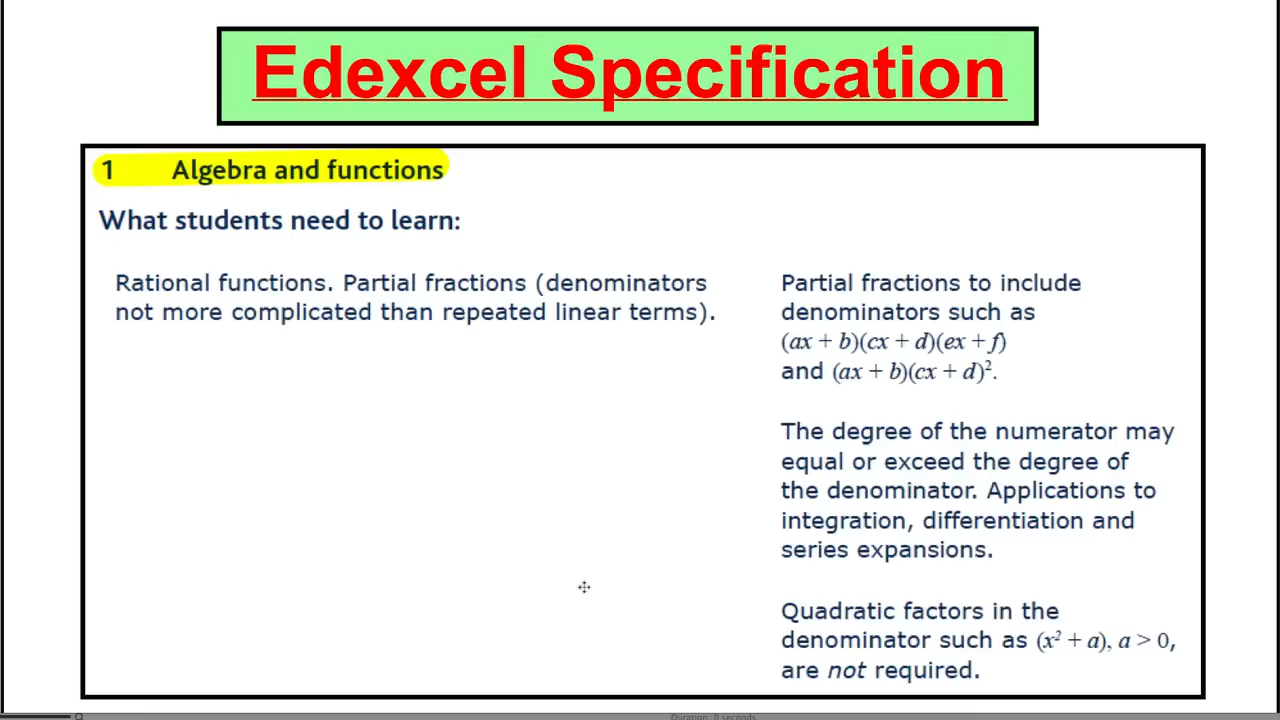 Edexcel Specification
1 Algebra and functions
What students need to learn:
Rational functions. Partial fractions (denominators
not more complicated than repeated linear terms).
Partial fractions to include
denominators such as
(ax + b)(cx + d)(ex + f)
and (ax + b)(cx + d)².
The degree of the numerator may
equal or exceed the degree of
the denominator. Applications to
integration, differentiation and
series expansions.
Quadratic factors in the
denominator such as (x² + a), a > 0,
are not required.
Duration, 9 seconds